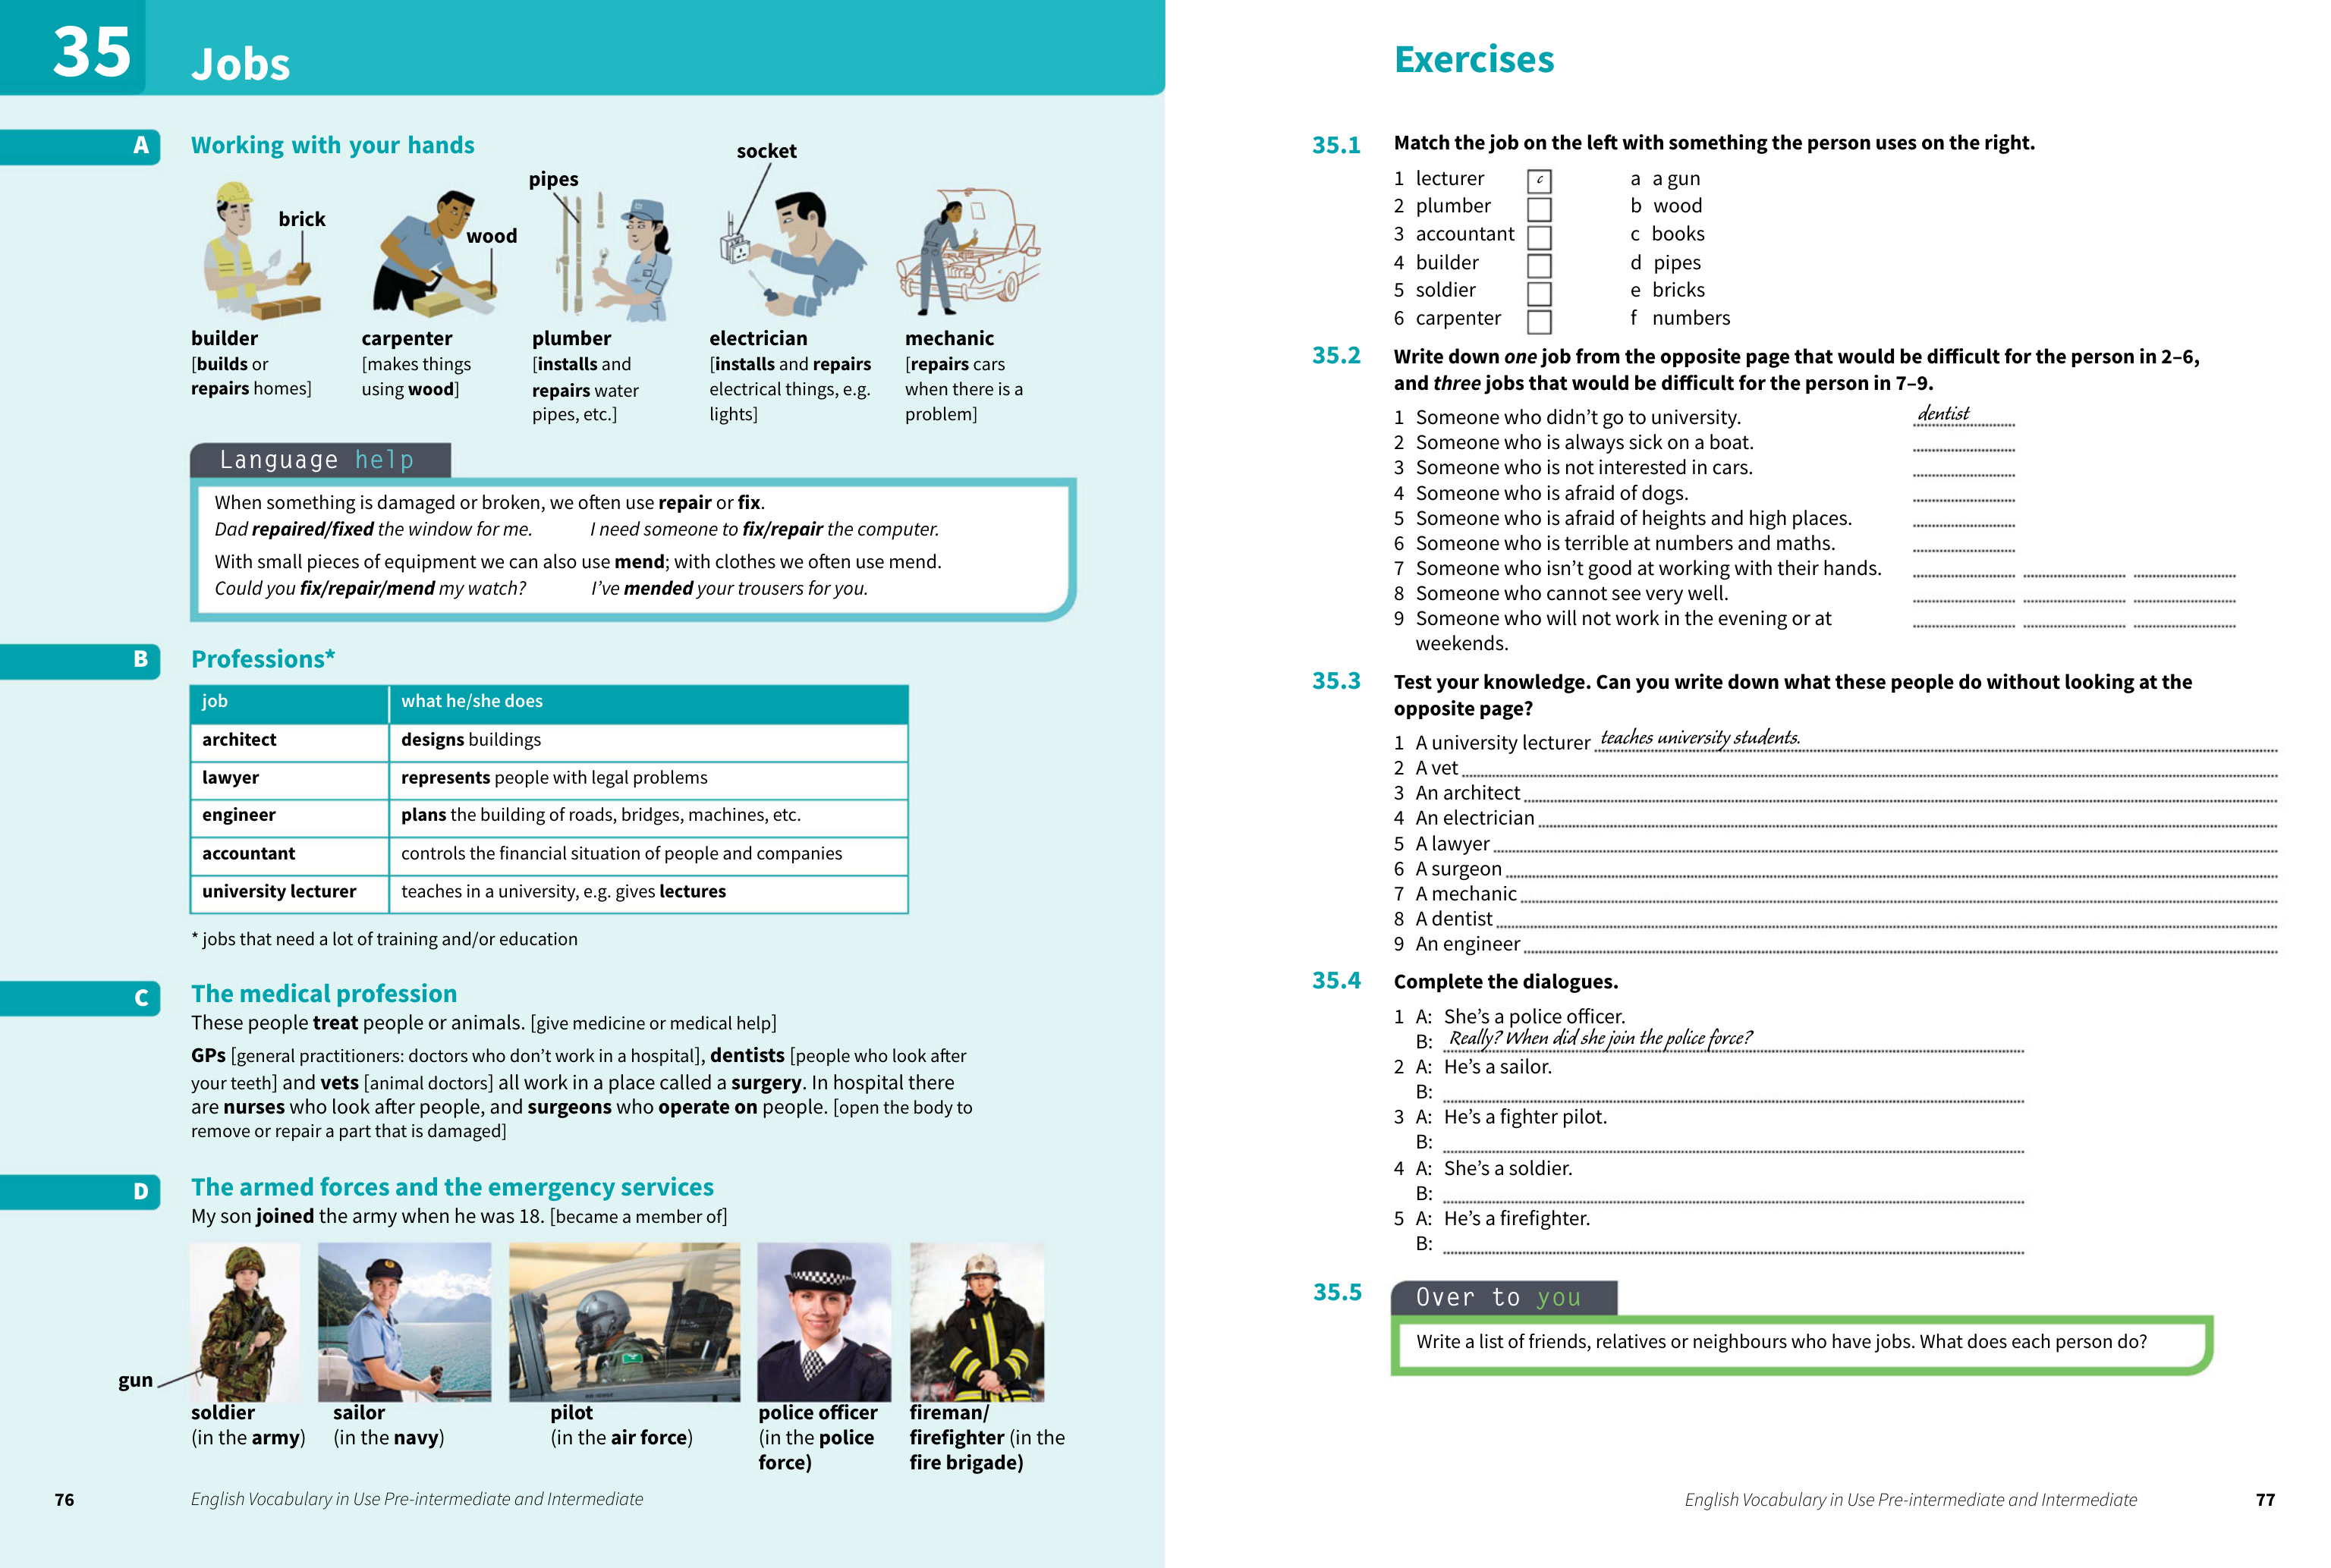 35
Jobs
A
Working with your hands
socket
pipes
brick
wood
builder
[builds or
repairs homes]
carpenter
[makes things
using wood]
plumber
[installs and
repairs water
pipes, etc.]
electrician
[installs and repairs
electrical things, e.g.
lights]
mechanic
[repairs cars
when there is a
problem]
Language help
When something is damaged or broken, we often use repair or fix.
Dad repaired/fixed the window for me. I need someone to fix/repair the computer.
With small pieces of equipment we can also use mend; with clothes we often use mend.
Could you fix/repair/mend my watch? I've mended your trousers for you.
B
Professions*
job what he/she does
architect designs buildings
lawyer represents people with legal problems
engineer plans the building of roads, bridges, machines, etc.
accountant controls the financial situation of people and companies
university lecturer teaches in a university, e.g. gives lectures
* jobs that need a lot of training and/or education
C
The medical profession
These people treat people or animals. [give medicine or medical help]
GPs [general practitioners: doctors who don't work in a hospital], dentists [people who look after
your teeth] and vets [animal doctors] all work in a place called a surgery. In hospital there
are nurses who look after people, and surgeons who operate on people. [open the body to
remove or repair a part that is damaged]
D
The armed forces and the emergency services
My son joined the army when he was 18. [became a member of]
gun
soldier
(in the army)
sailor
(in the navy)
pilot
(in the air force)
police officer
(in the police
force)
fireman/
firefighter (in the
fire brigade)
76 English Vocabulary in Use Pre-intermediate and Intermediate
Exercises
35.1 Match the job on the left with something the person uses on the right.
1 lecturer c a a gun
2 plumber b wood
3 accountant c books
4 builder d pipes
5 soldier e bricks
6 carpenter f numbers
35.2 Write down one job from the opposite page that would be difficult for the person in 2–6,
and three jobs that would be difficult for the person in 7–9.
1 Someone who didn't go to university. dentist
2 Someone who is always sick on a boat.
3 Someone who is not interested in cars.
4 Someone who is afraid of dogs.
5 Someone who is afraid of heights and high places.
6 Someone who is terrible at numbers and maths.
7 Someone who isn't good at working with their hands.
8 Someone who cannot see very well.
9 Someone who will not work in the evening or at
weekends.
35.3 Test your knowledge. Can you write down what these people do without looking at the
opposite page?
1 A university lecturer teaches university students.
2 A vet
3 An architect
4 An electrician
5 A lawyer
6 A surgeon
7 A mechanic
8 A dentist
9 An engineer
35.4 Complete the dialogues.
1 A: She's a police officer.
B: Really? When did she join the police force?
2 A: He's a sailor.
B:
3 A: He's a fighter pilot.
B:
4 A: She's a soldier.
B:
5 A: He's a firefighter.
B:
35.5 Over to you
Write a list of friends, relatives or neighbours who have jobs. What does each person do?
English Vocabulary in Use Pre-intermediate and Intermediate 77